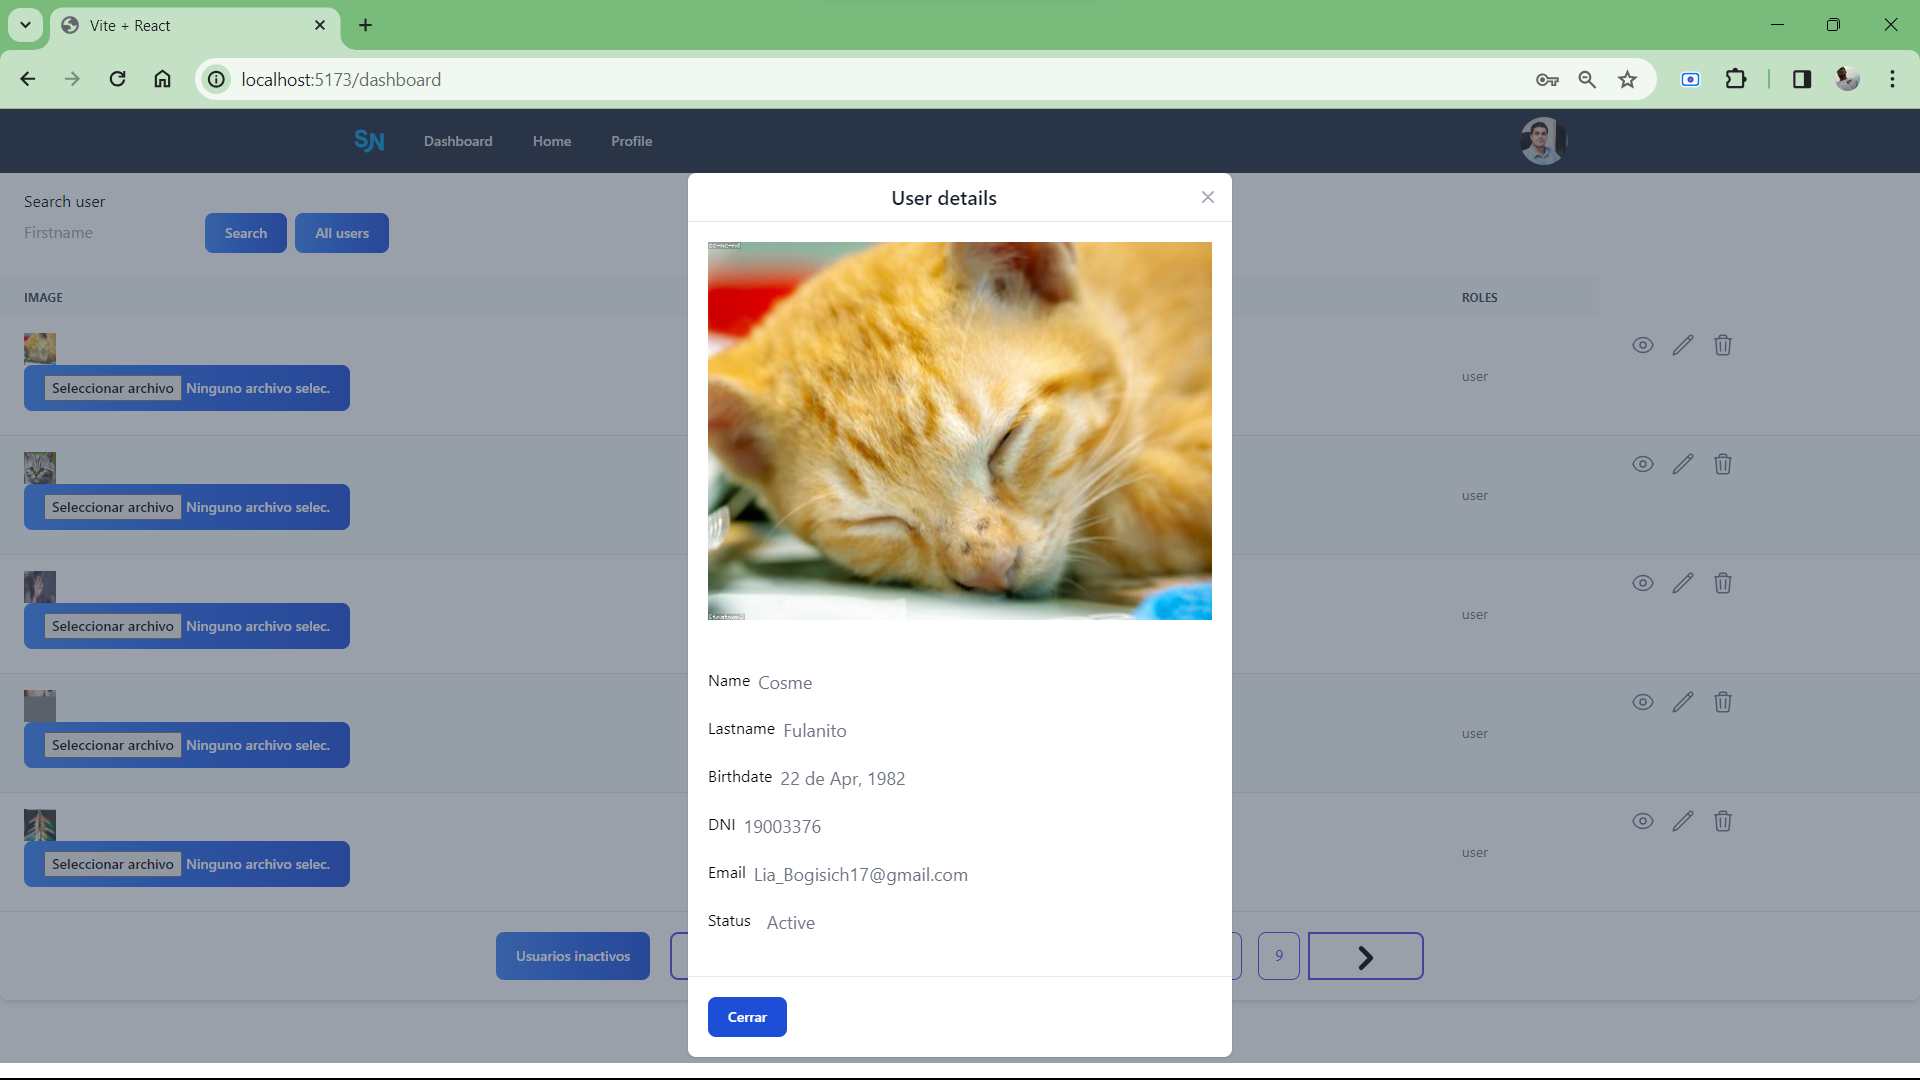 Vite + React
localhost:5173/dashboard
SN
Dashboard
Home
Profile
Search user
Firstname
Search
All users
IMAGE
ROLES
Seleccionar archivo Ninguno archivo selec.
user
Seleccionar archivo Ninguno archivo selec.
user
Seleccionar archivo Ninguno archivo selec.
user
Seleccionar archivo Ninguno archivo selec.
user
Seleccionar archivo Ninguno archivo selec.
user
Usuarios inactivos
9
User details
cc-nc-nd
Name Cosme
Lastname Fulanito
Birthdate 22 de Apr, 1982
DNI 19003376
Email Lia_Bogisich17@gmail.com
Status Active
Cerrar